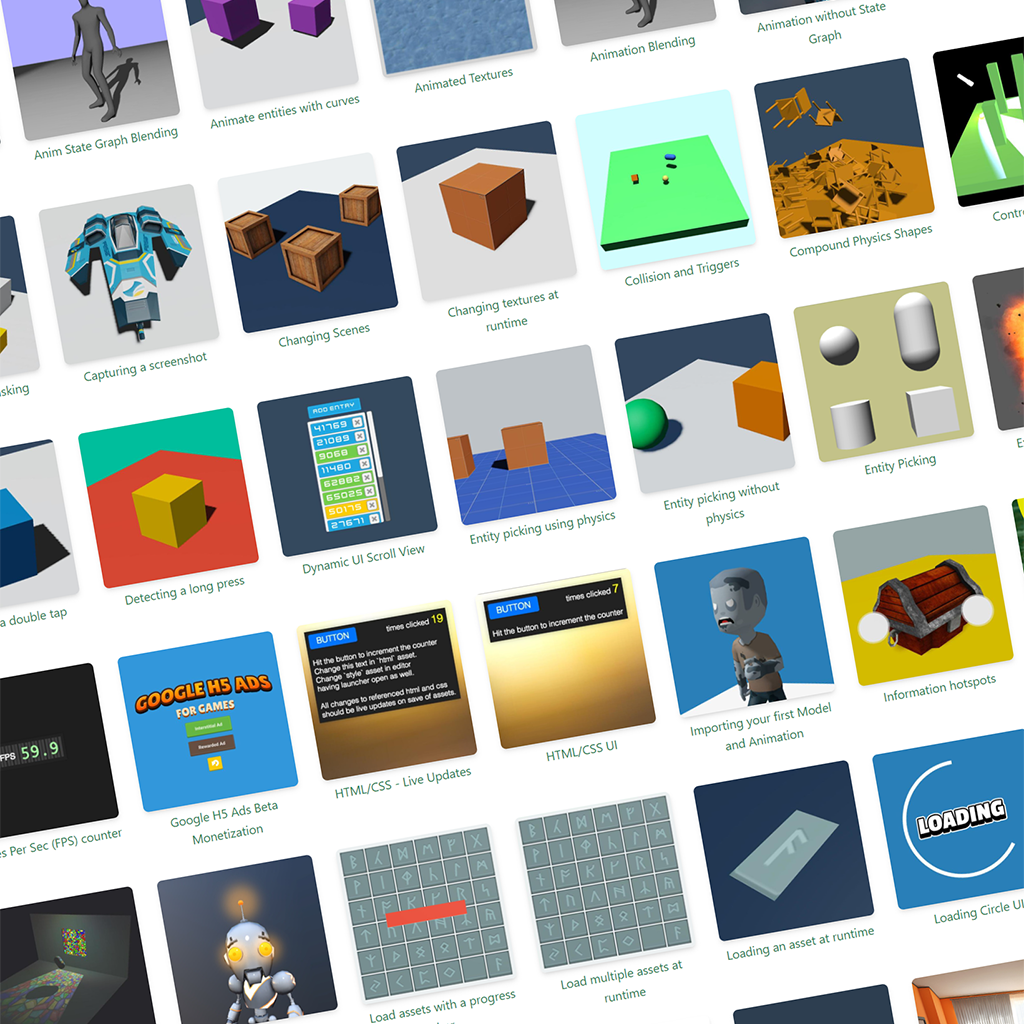 Anim State Graph Blending
Animate entities with curves
Animated Textures
Animation Blending
Animation without State
Graph
asking
Capturing a screenshot
Changing Scenes
Changing textures at
runtime
Collision and Triggers
Compound Physics Shapes
Contro
a double tap
Detecting a long press
ADD ENTRY
41769
21089
9068
11480
62882
65025
50175
27671
Dynamic UI Scroll View
Entity picking using physics
Entity picking without
physics
Entity Picking
FPS 59.9
es Per Sec (FPS) counter
GOOGLE H5 ADS
FOR GAMES
Interstitial Ad
Rewarded Ad
Google H5 Ads Beta
Monetization
BUTTON
times clicked 19
Hit the button to increment the counter
Change this text in `html` asset.
Change `style` asset in editor
having launcher open as well.
All changes to referenced html and css
should be live updates on save of assets.
HTML/CSS - Live Updates
BUTTON
times clicked 7
Hit the button to increment the counter
HTML/CSS UI
Importing your first Model
and Animation
Information hotspots
Load assets with a progress
Load multiple assets at
runtime
Loading an asset at runtime
LOADING
Loading Circle UI